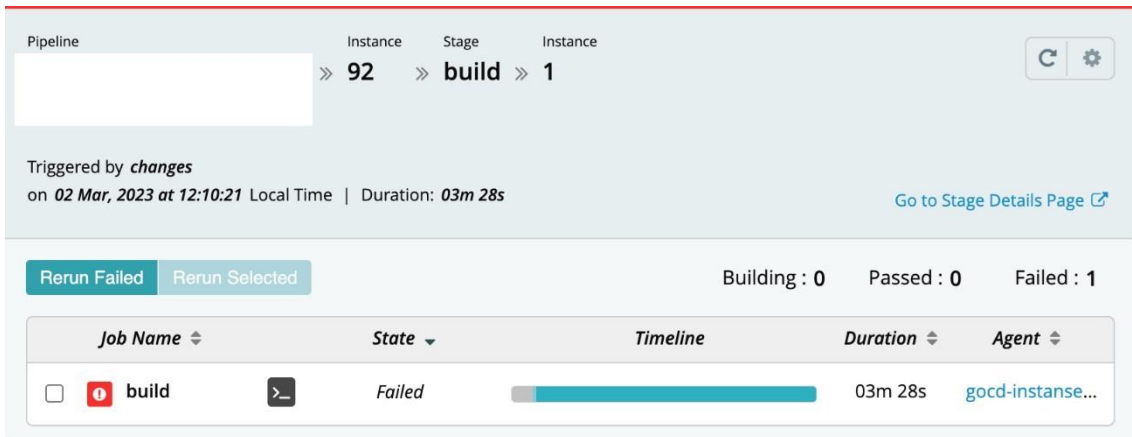 Pipeline Instance Stage Instance
» 92 » build » 1
Triggered by changes
on 02 Mar, 2023 at 12:10:21 Local Time | Duration: 03m 28s
Go to Stage Details Page
Rerun Failed Rerun Selected Building : 0 Passed : 0 Failed : 1
Job Name State Timeline Duration Agent
build Failed 03m 28s gocd-instanse...